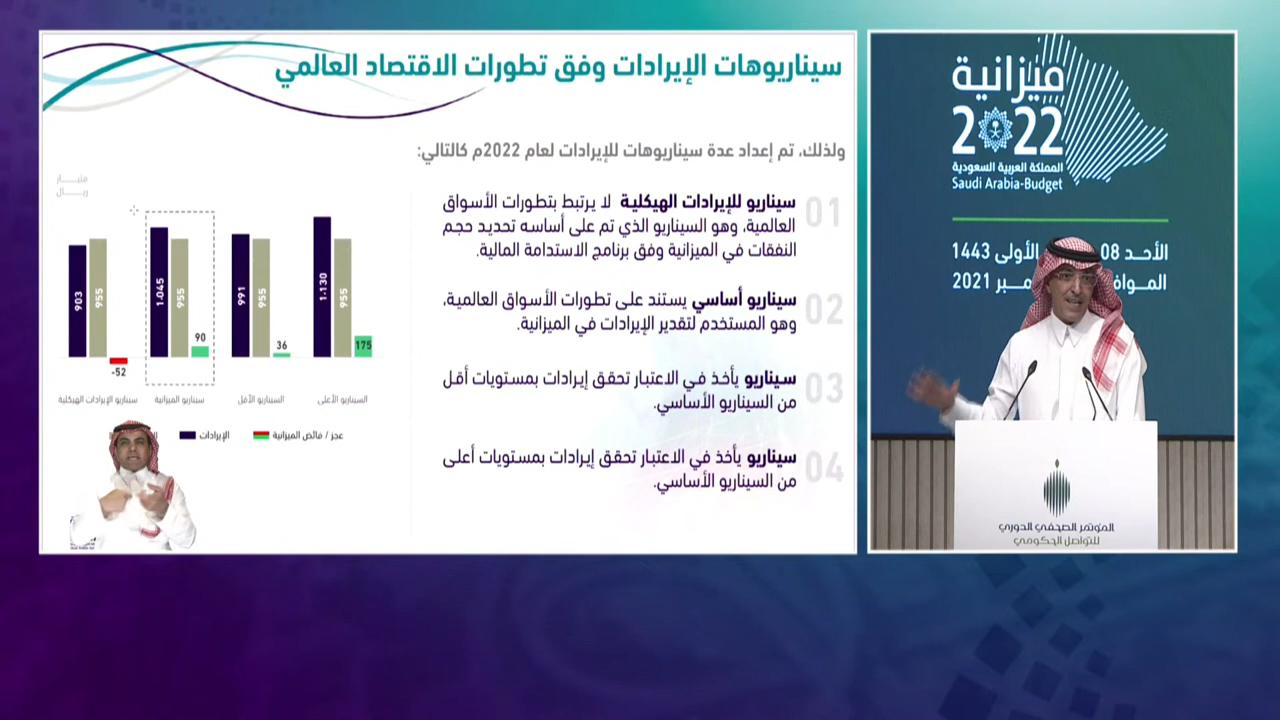 سيناريوهات الإيرادات وفق تطورات الاقتصاد العالمي
ولذلك، تم إعداد عدة سيناريوهات للإيرادات لعام 2022م كالتالي:
01
سيناريو للإيرادات الهيكلية لا يرتبط بتطورات الأسواق
العالمية، وهو السيناريو الذي تم على أساسه تحديد حجم
النفقات في الميزانية وفق برنامج الاستدامة المالية.
02
سيناريو أساسي يستند على تطورات الأسواق العالمية،
وهو المستخدم لتقدير الإيرادات في الميزانية.
03
سيناريو يأخذ في الاعتبار تحقق إيرادات بمستويات أقل
من السيناريو الأساسي.
04
سيناريو يأخذ في الاعتبار تحقق إيرادات بمستويات أعلى
من السيناريو الأساسي.
مليار
ريال
903
955
-52
1.045
955
90
991
955
36
1.130
955
175
سيناريو الإيرادات الهيكلية
سيناريو الميزانية
السيناريو الأقل
السيناريو الأعلى
الإيرادات
عجز / فائض الميزانية
ميزانية
2022
المملكة العربية السعودية
Saudi Arabia-Budget
الأحد 08 الأولى 1443
2021
المؤتمر الصحفي الدوري
للتواصل الحكومي